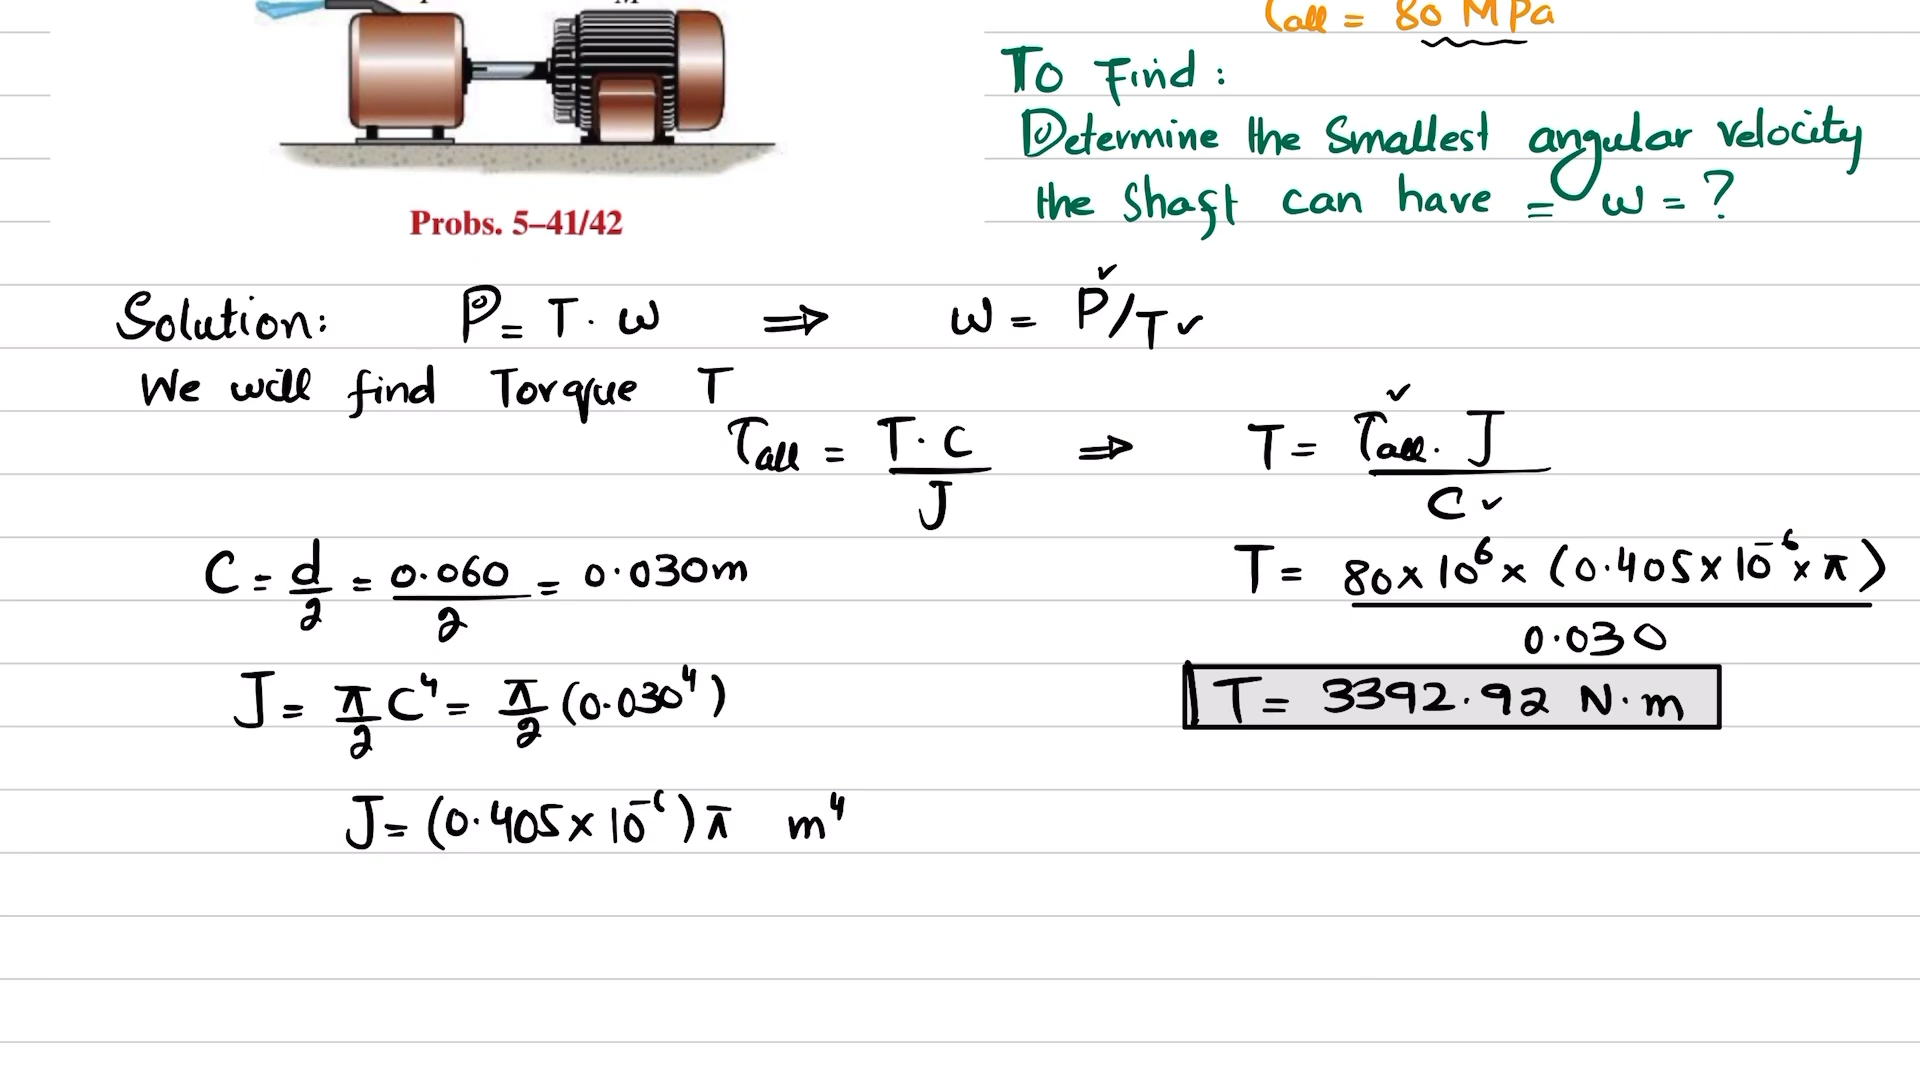 τall = 80 MPa
To Find :
Determine the Smallest angular velocity
the Shaft can have = ω = ?
Probs. 5–41/42
Solution: P = T · ω ⇒ ω = P/T
We will find Torque T
τall = T·C / J ⇒ T = τall · J / C
C = d/2 = 0.060/2 = 0.030m
T = 80 × 10⁶ × (0.405 × 10⁻⁶ × π) / 0.030
J = π/2 C⁴ = π/2 (0.030⁴)
T = 3392.92 N·m
J = (0.405 × 10⁻⁶) π m⁴